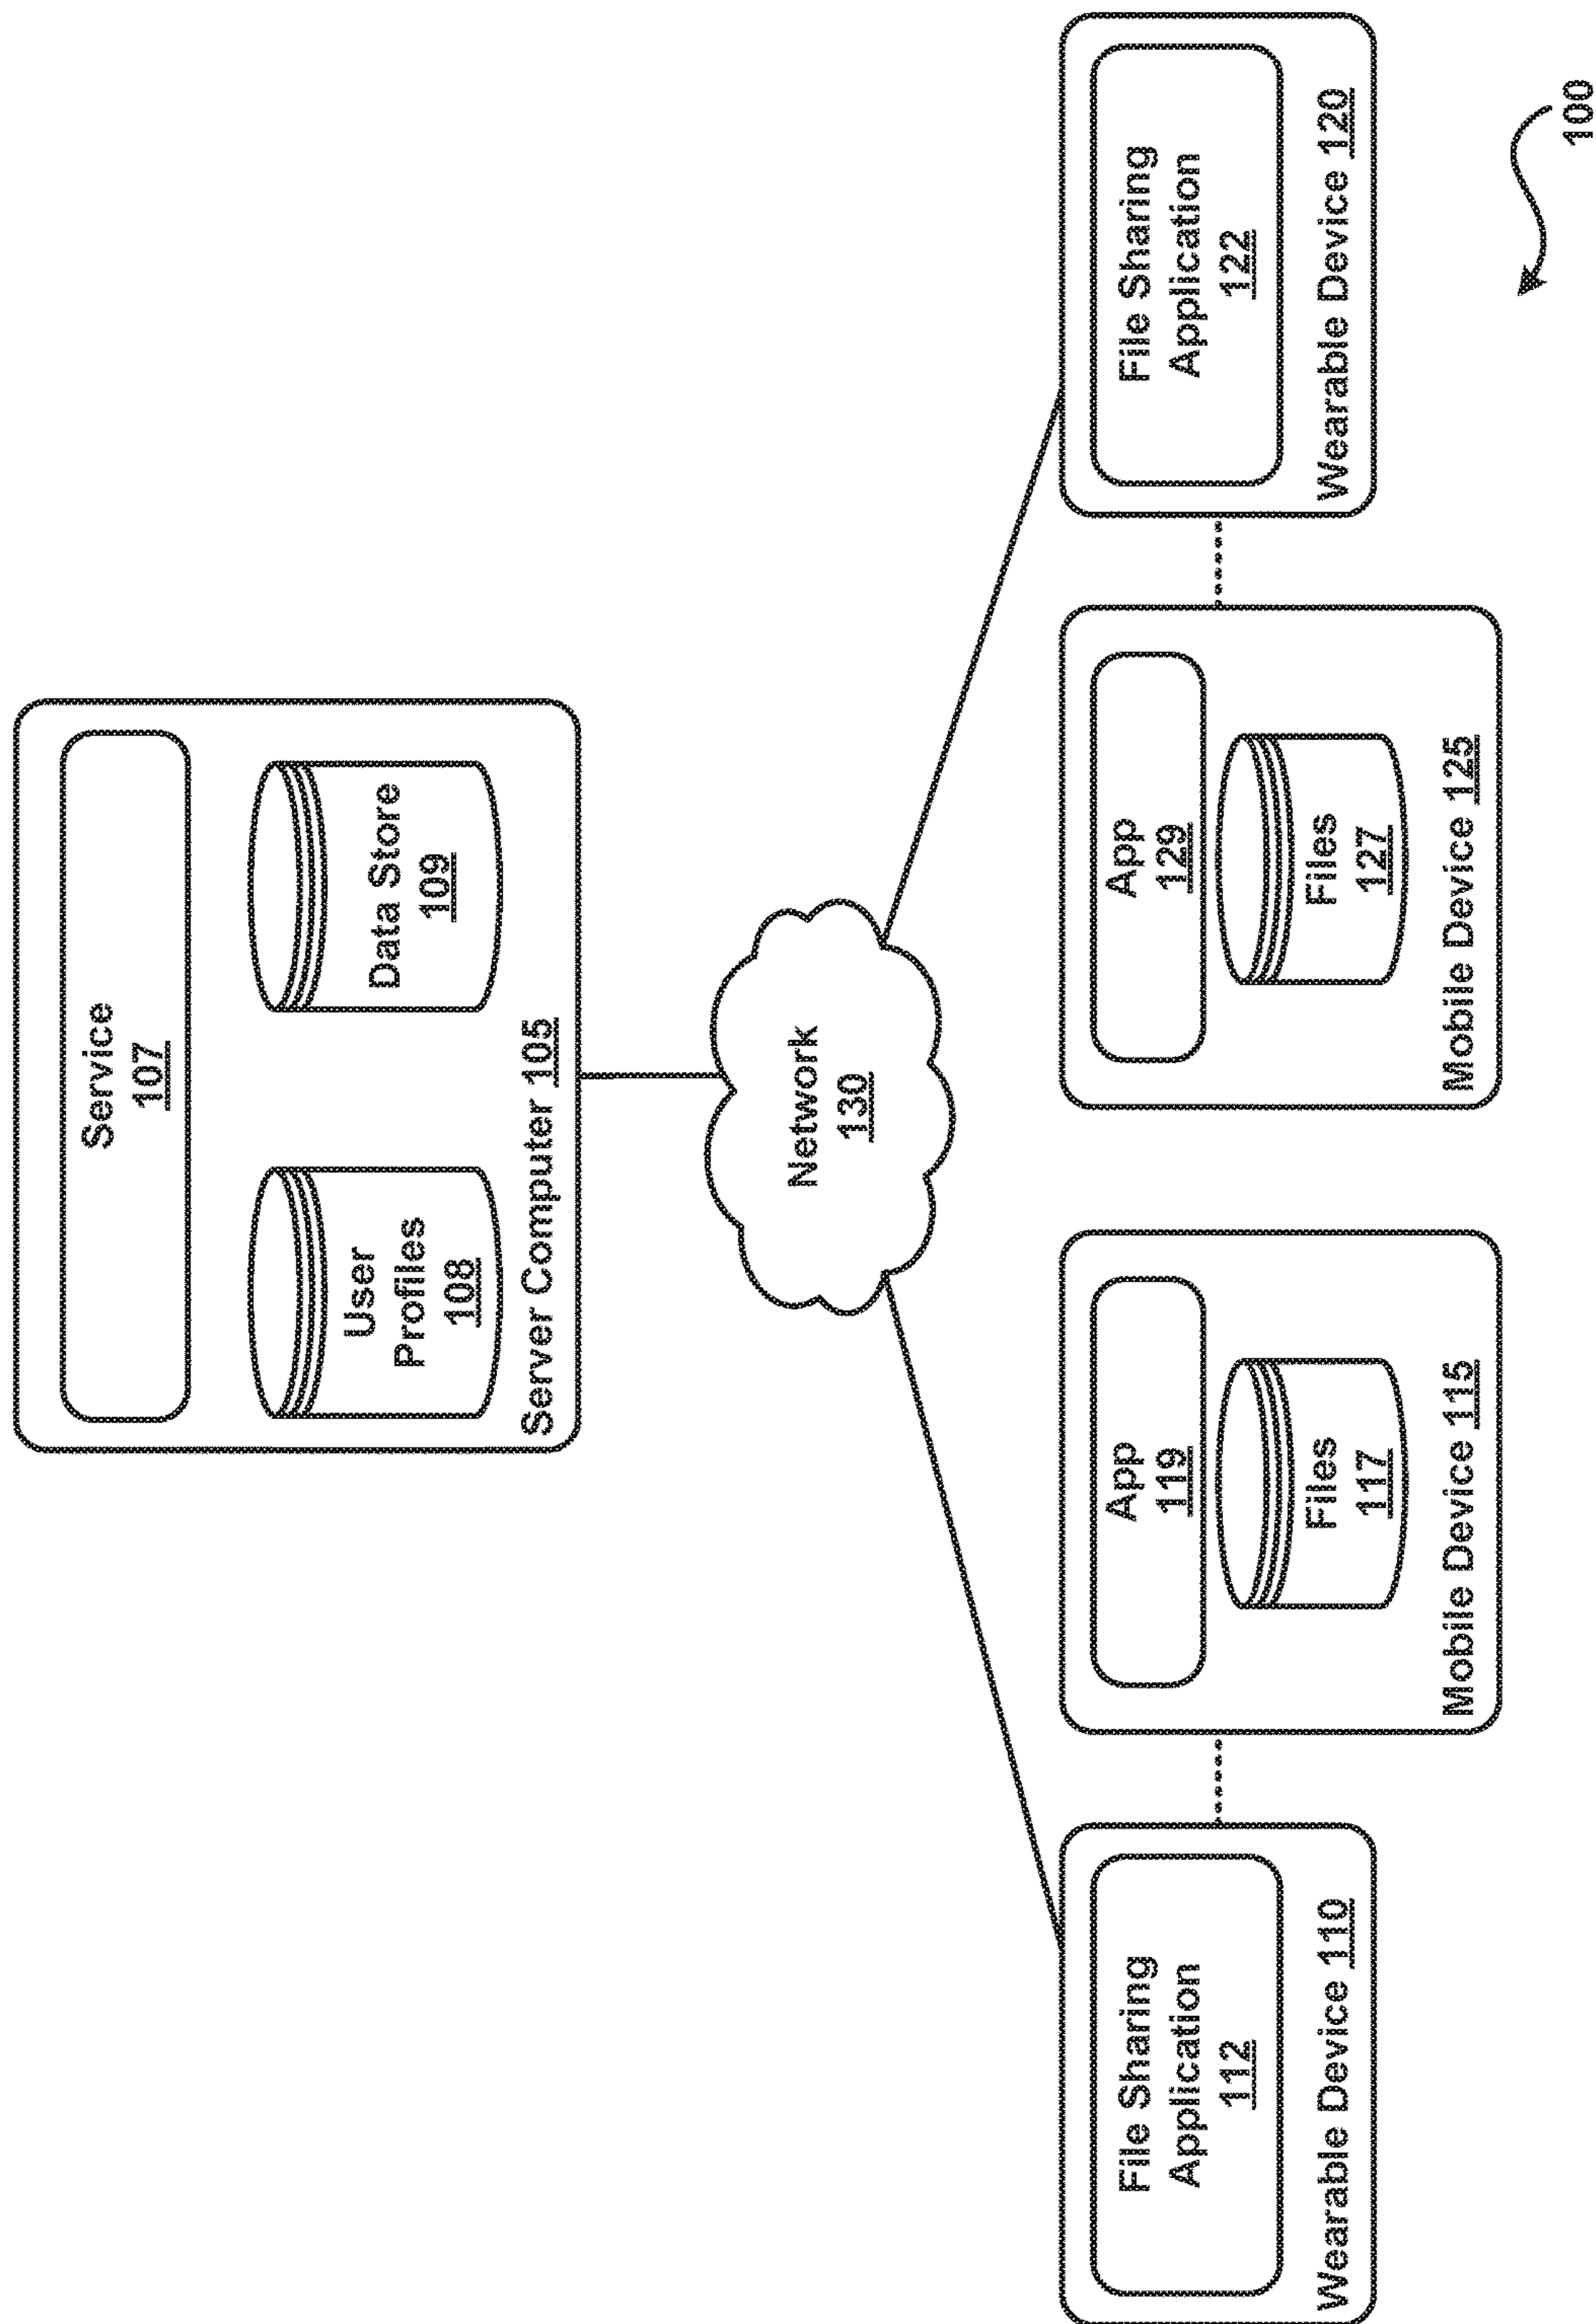 Service
107
User
Profiles
108
Data Store
109
Server Computer 105
Network
130
File Sharing
Application
112
Wearable Device 110
App
119
Files
117
Mobile Device 115
App
129
Files
127
Mobile Device 125
File Sharing
Application
122
Wearable Device 120
100